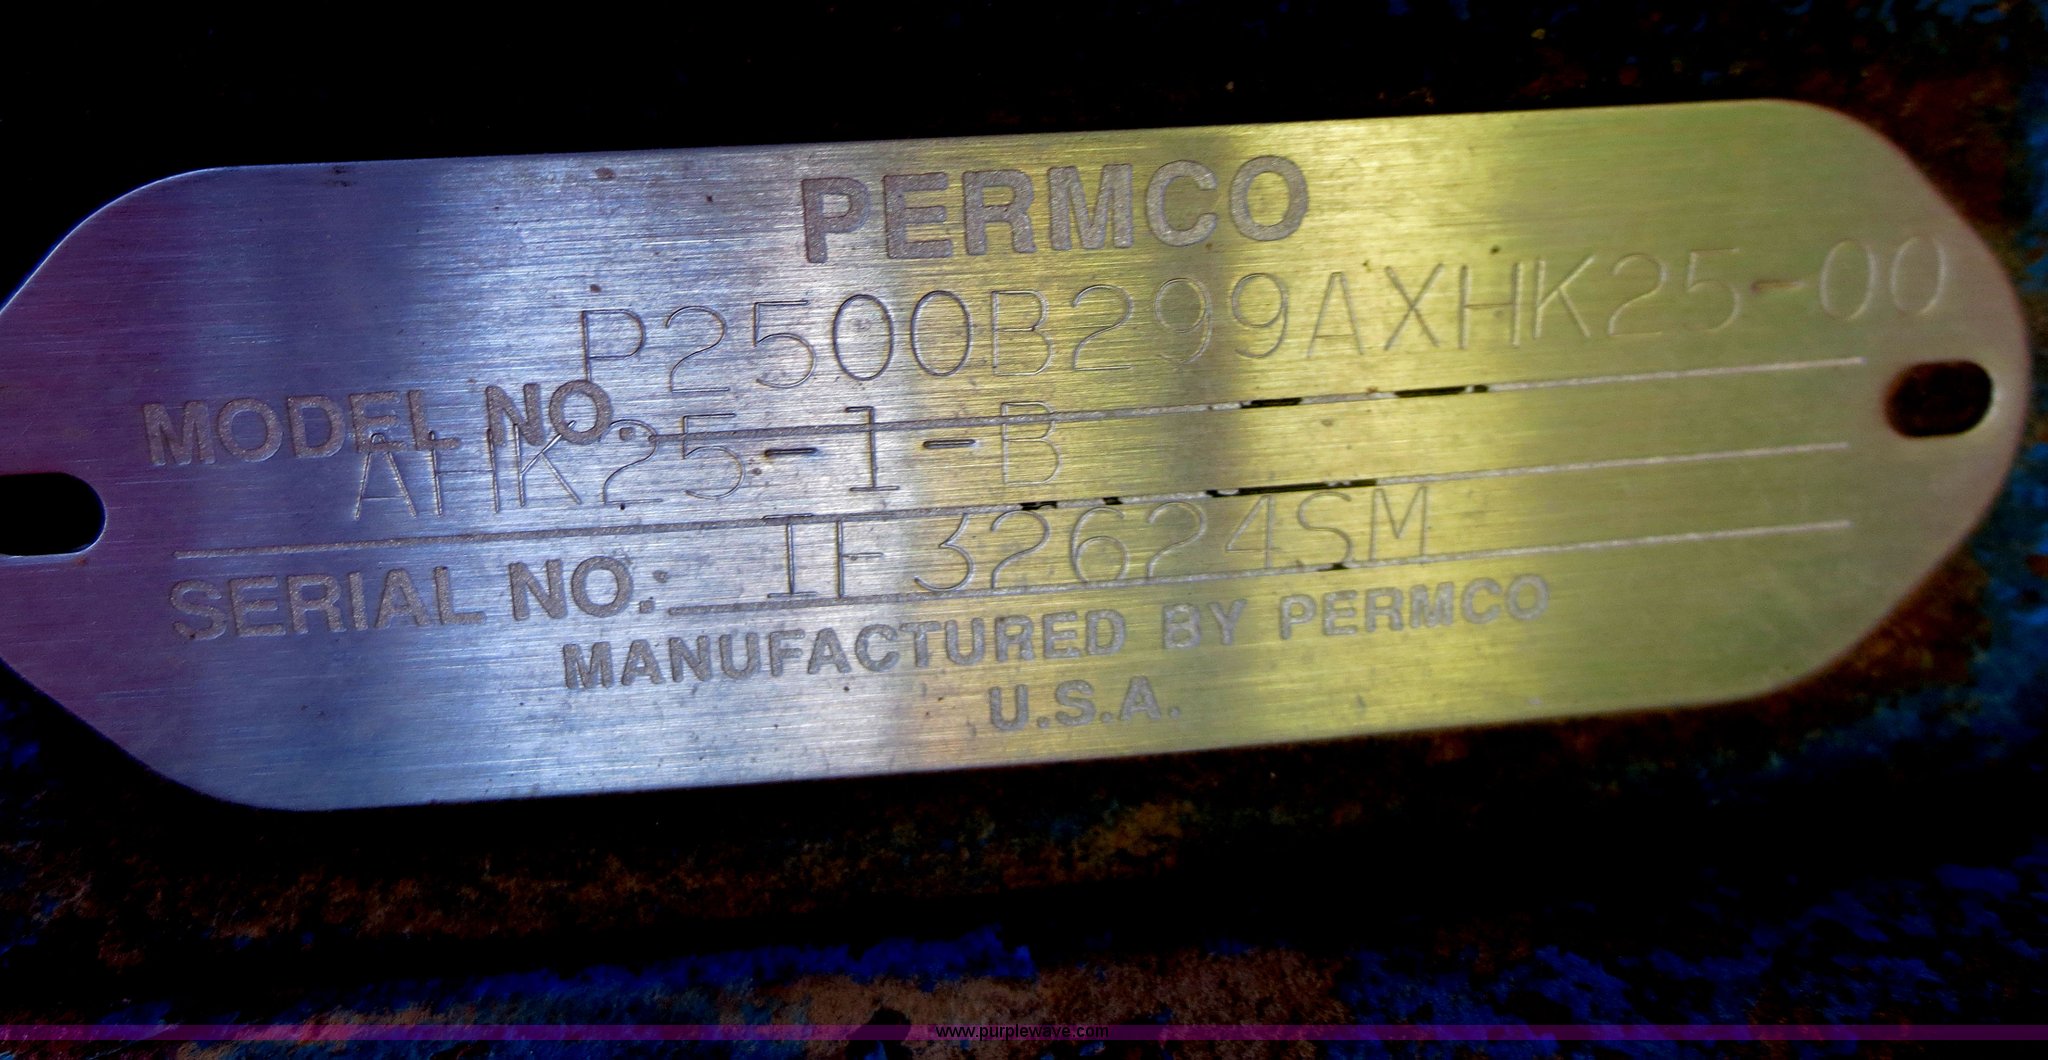 PERMCO
P2500B299AXHK25-00
MODEL NO.
AHK25-1-B
SERIAL NO.: IF32624SM
MANUFACTURED BY PERMCO
U.S.A.
www.purplewave.com